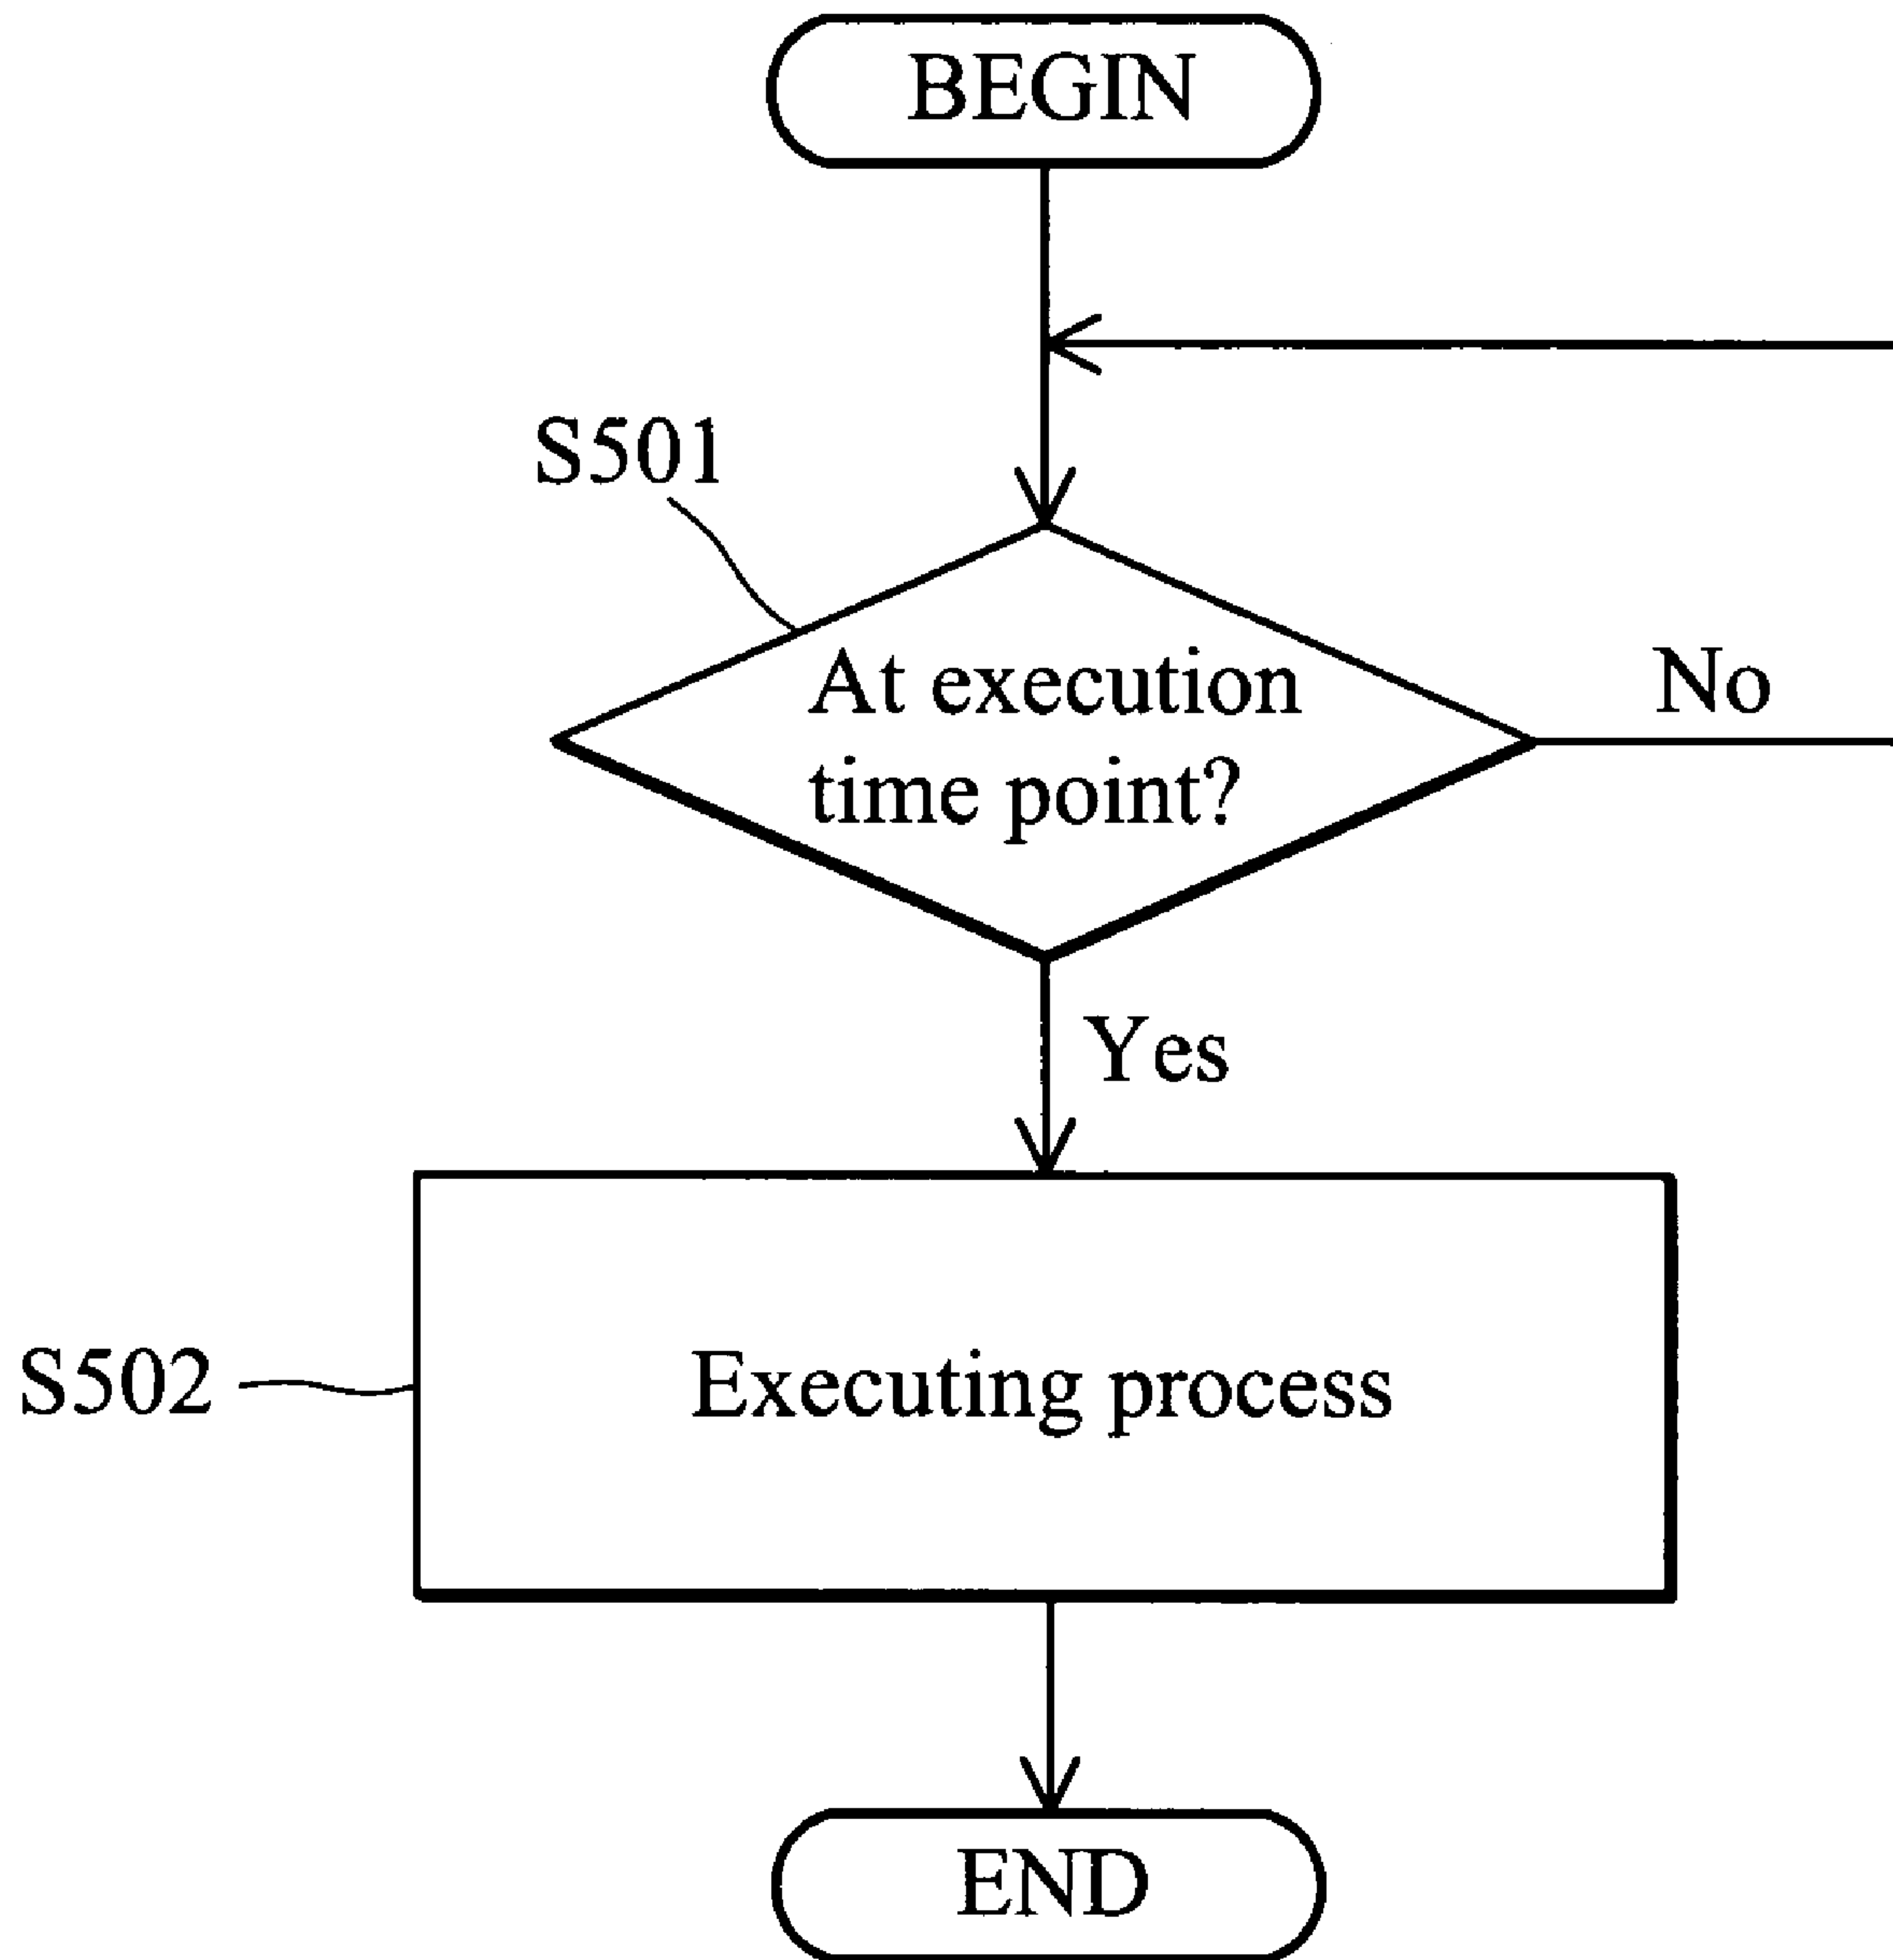 BEGIN
S501
At execution
time point?
No
Yes
S502
Executing process
END